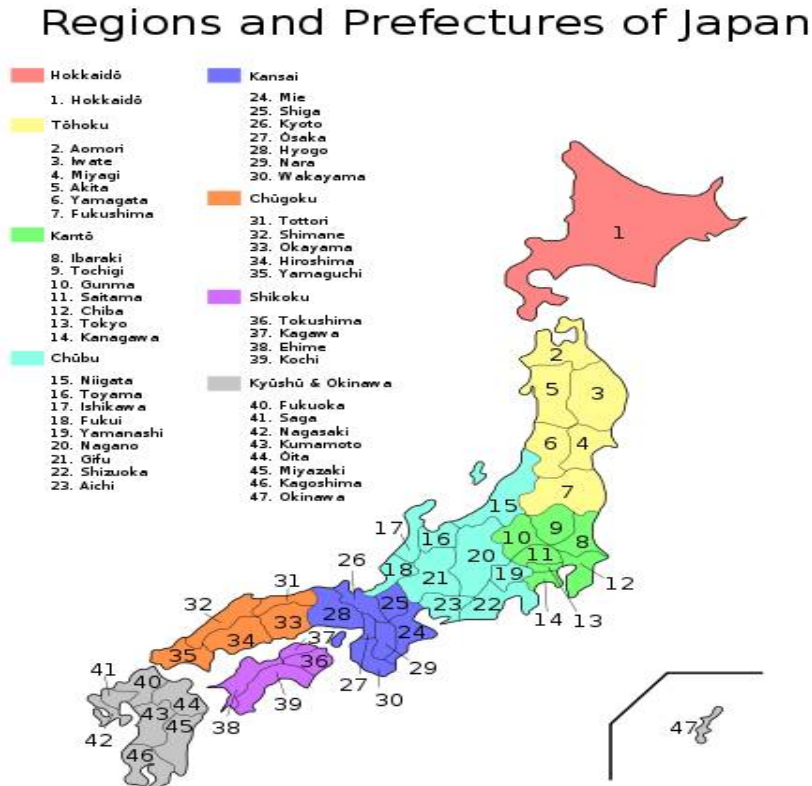 Regions and Prefectures of Japan
Hokkaidō
1. Hokkaidō
Tōhoku
2. Aomori
3. Iwate
4. Miyagi
5. Akita
6. Yamagata
7. Fukushima
Kantō
8. Ibaraki
9. Tochigi
10. Gunma
11. Saitama
12. Chiba
13. Tokyo
14. Kanagawa
Chūbu
15. Niigata
16. Toyama
17. Ishikawa
18. Fukui
19. Yamanashi
20. Nagano
21. Gifu
22. Shizuoka
23. Aichi
Kansai
24. Mie
25. Shiga
26. Kyoto
27. Ōsaka
28. Hyogo
29. Nara
30. Wakayama
Chūgoku
31. Tottori
32. Shimane
33. Okayama
34. Hiroshima
35. Yamaguchi
Shikoku
36. Tokushima
37. Kagawa
38. Ehime
39. Kochi
Kyūshū & Okinawa
40. Fukuoka
41. Saga
42. Nagasaki
43. Kumamoto
44. Ōita
45. Miyazaki
46. Kagoshima
47. Okinawa
1
2
5
3
6
4
7
15
17
16
10
9
8
11
20
18
21
19
12
26
31
28
25
23
22
14
13
32
33
24
34
37
35
36
29
41
40
27
30
39
44
43
38
45
42
46
47